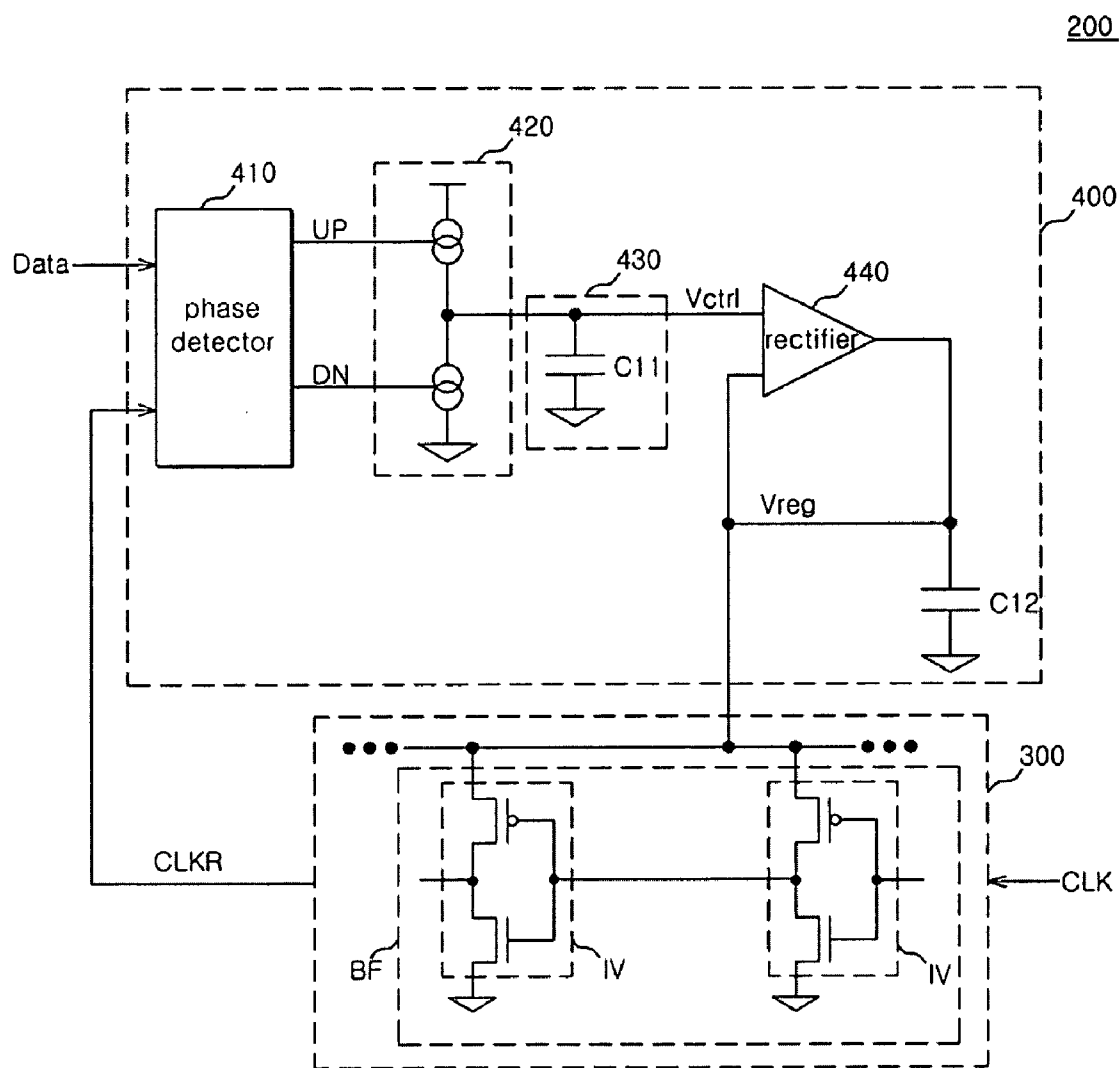 200
420
410
400
UP
Data
430
440
Vctrl
phase
detector
rectifier
C11
DN
Vreg
C12
300
CLKR
CLK
BF
IV
IV